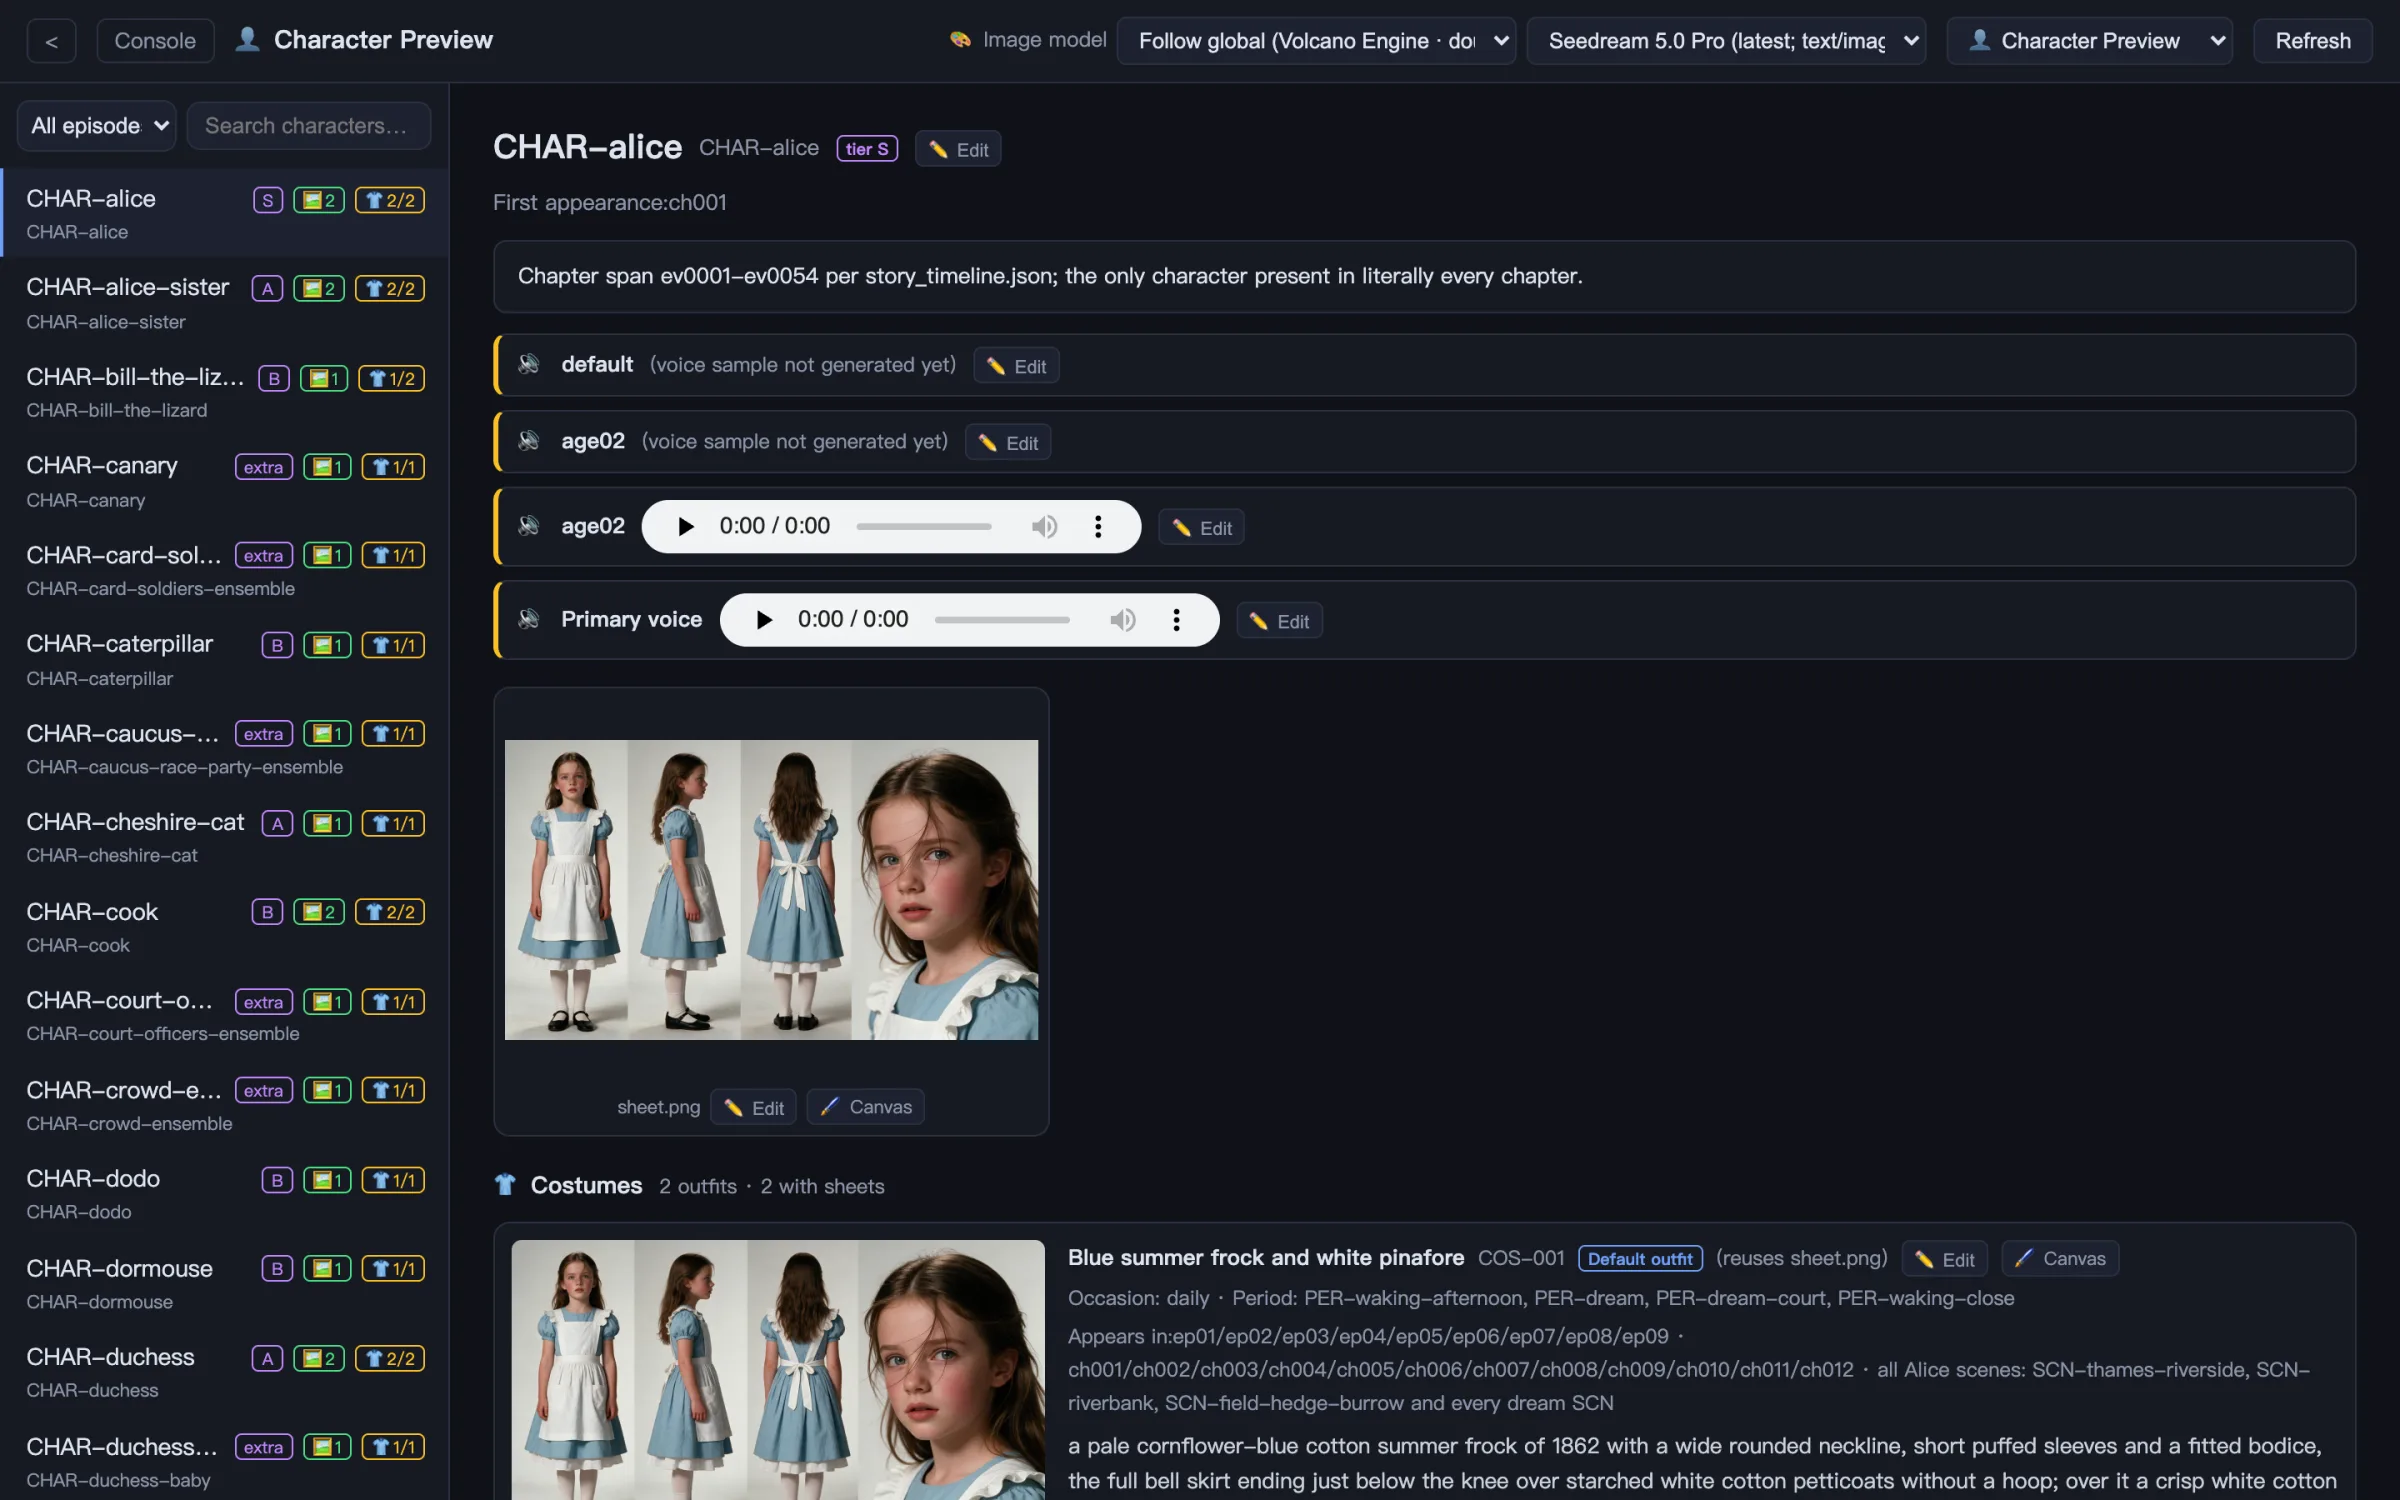 < Console 👤 Character Preview 🎨 Image model Follow global (Volcano Engine · dou Seedream 5.0 Pro (latest; text/imag 👤 Character Preview Refresh
All episode Search characters…
CHAR-alice S 2 2/2
CHAR-alice
CHAR-alice-sister A 2 2/2
CHAR-alice-sister
CHAR-bill-the-liz… B 1 1/2
CHAR-bill-the-lizard
CHAR-canary extra 1 1/1
CHAR-canary
CHAR-card-sol… extra 1 1/1
CHAR-card-soldiers-ensemble
CHAR-caterpillar B 1 1/1
CHAR-caterpillar
CHAR-caucus-… extra 1 1/1
CHAR-caucus-race-party-ensemble
CHAR-cheshire-cat A 1 1/1
CHAR-cheshire-cat
CHAR-cook B 2 2/2
CHAR-cook
CHAR-court-o… extra 1 1/1
CHAR-court-officers-ensemble
CHAR-crowd-e… extra 1 1/1
CHAR-crowd-ensemble
CHAR-dodo B 1 1/1
CHAR-dodo
CHAR-dormouse B 1 1/1
CHAR-dormouse
CHAR-duchess A 2 2/2
CHAR-duchess
CHAR-duchess… extra 1 1/1
CHAR-duchess-baby
CHAR-alice CHAR-alice tier S Edit
First appearance:ch001
Chapter span ev0001-ev0054 per story_timeline.json; the only character present in literally every chapter.
default (voice sample not generated yet) Edit
age02 (voice sample not generated yet) Edit
age02 0:00 / 0:00 Edit
Primary voice 0:00 / 0:00 Edit
sheet.png Edit Canvas
Costumes 2 outfits · 2 with sheets
Blue summer frock and white pinafore COS-001 Default outfit (reuses sheet.png) Edit Canvas
Occasion: daily · Period: PER-waking-afternoon, PER-dream, PER-dream-court, PER-waking-close
Appears in:ep01/ep02/ep03/ep04/ep05/ep06/ep07/ep08/ep09 ·
ch001/ch002/ch003/ch004/ch005/ch006/ch007/ch008/ch009/ch010/ch011/ch012 · all Alice scenes: SCN-thames-riverside, SCN-
riverbank, SCN-field-hedge-burrow and every dream SCN
a pale cornflower-blue cotton summer frock of 1862 with a wide rounded neckline, short puffed sleeves and a fitted bodice,
the full bell skirt ending just below the knee over starched white cotton petticoats without a hoop; over it a crisp white cotton